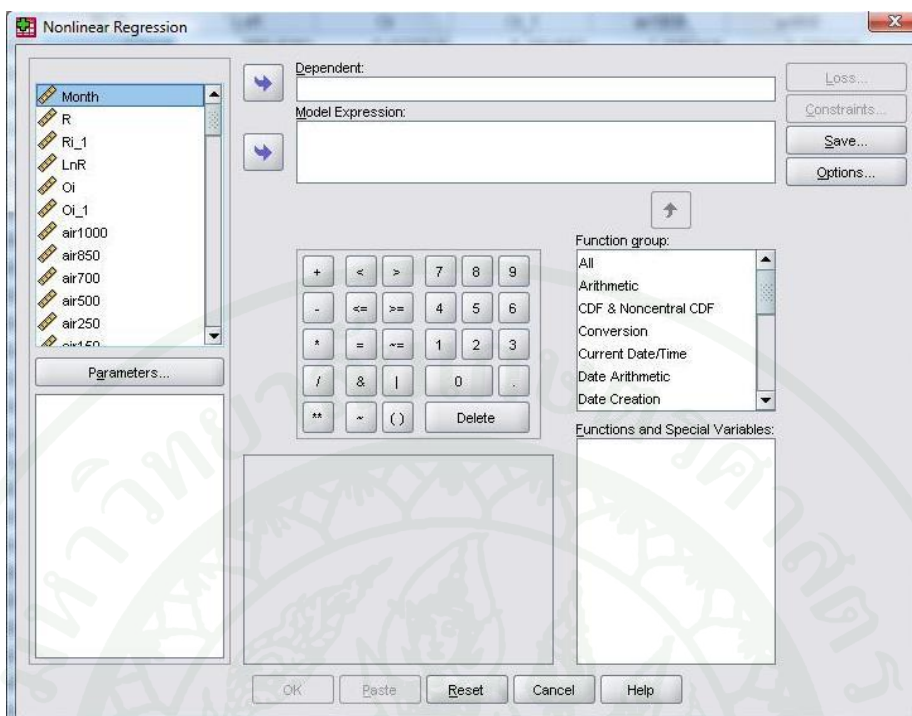 Nonlinear Regression
Month
R
Ri_1
LnR
Oi
Oi_1
air1000
air850
air700
air500
air250
Parameters...
Dependent:
Model Expression:
Loss...
Constraints...
Save...
Options...
+ < > 7 8 9
- <= >= 4 5 6
* = ~= 1 2 3
/ & | 0 .
** ~ ( ) Delete
Function group:
All
Arithmetic
CDF & Noncentral CDF
Conversion
Current Date/Time
Date Arithmetic
Date Creation
Functions and Special Variables:
OK Paste Reset Cancel Help